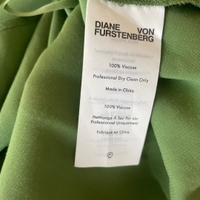 DIANE VON
FURSTENBERG
100% Viscose
Professional Dry Clean Only
Made in China
100% Viscose
Nettoyage À Sec Par Un
Professionnel Uniquement
Fabriqué en Chine